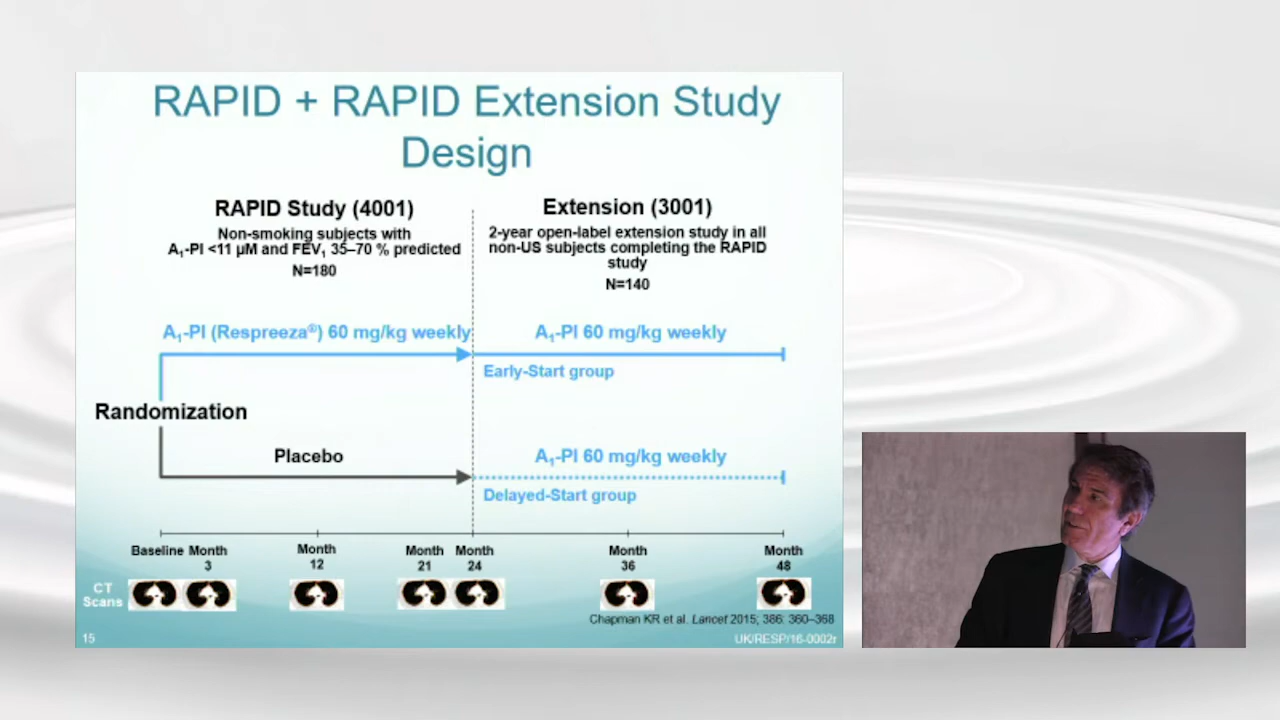 RAPID + RAPID Extension Study
Design
RAPID Study (4001)
Non-smoking subjects with
A₁-PI <11 µM and FEV₁ 35–70 % predicted
N=180
Extension (3001)
2-year open-label extension study in all
non-US subjects completing the RAPID
study
N=140
A₁-PI (Respreeza®) 60 mg/kg weekly
A₁-PI 60 mg/kg weekly
Early-Start group
Randomization
Placebo
A₁-PI 60 mg/kg weekly
Delayed-Start group
Baseline
Month
3
Month
12
Month
21
Month
24
Month
36
Month
48
CT
Scans
Chapman KR et al. Lancet 2015; 386: 360–368
15
UK/RESP/16-0002r